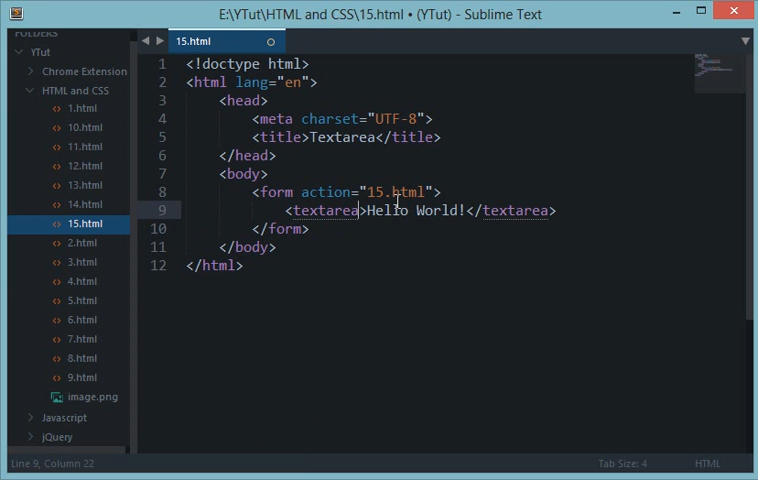 E:\YTut\HTML and CSS\15.html • (YTut) - Sublime Text
FOLDERS
YTut
Chrome Extension
HTML and CSS
1.html
10.html
11.html
12.html
13.html
14.html
15.html
2.html
3.html
4.html
5.html
6.html
7.html
8.html
9.html
image.png
Javascript
jQuery
15.html
1 <!doctype html>
2 <html lang="en">
3 <head>
4 <meta charset="UTF-8">
5 <title>Textarea</title>
6 </head>
7 <body>
8 <form action="15.html">
9 <textarea>Hello World!</textarea>
10 </form>
11 </body>
12 </html>
Line 9, Column 22
Tab Size: 4
HTML